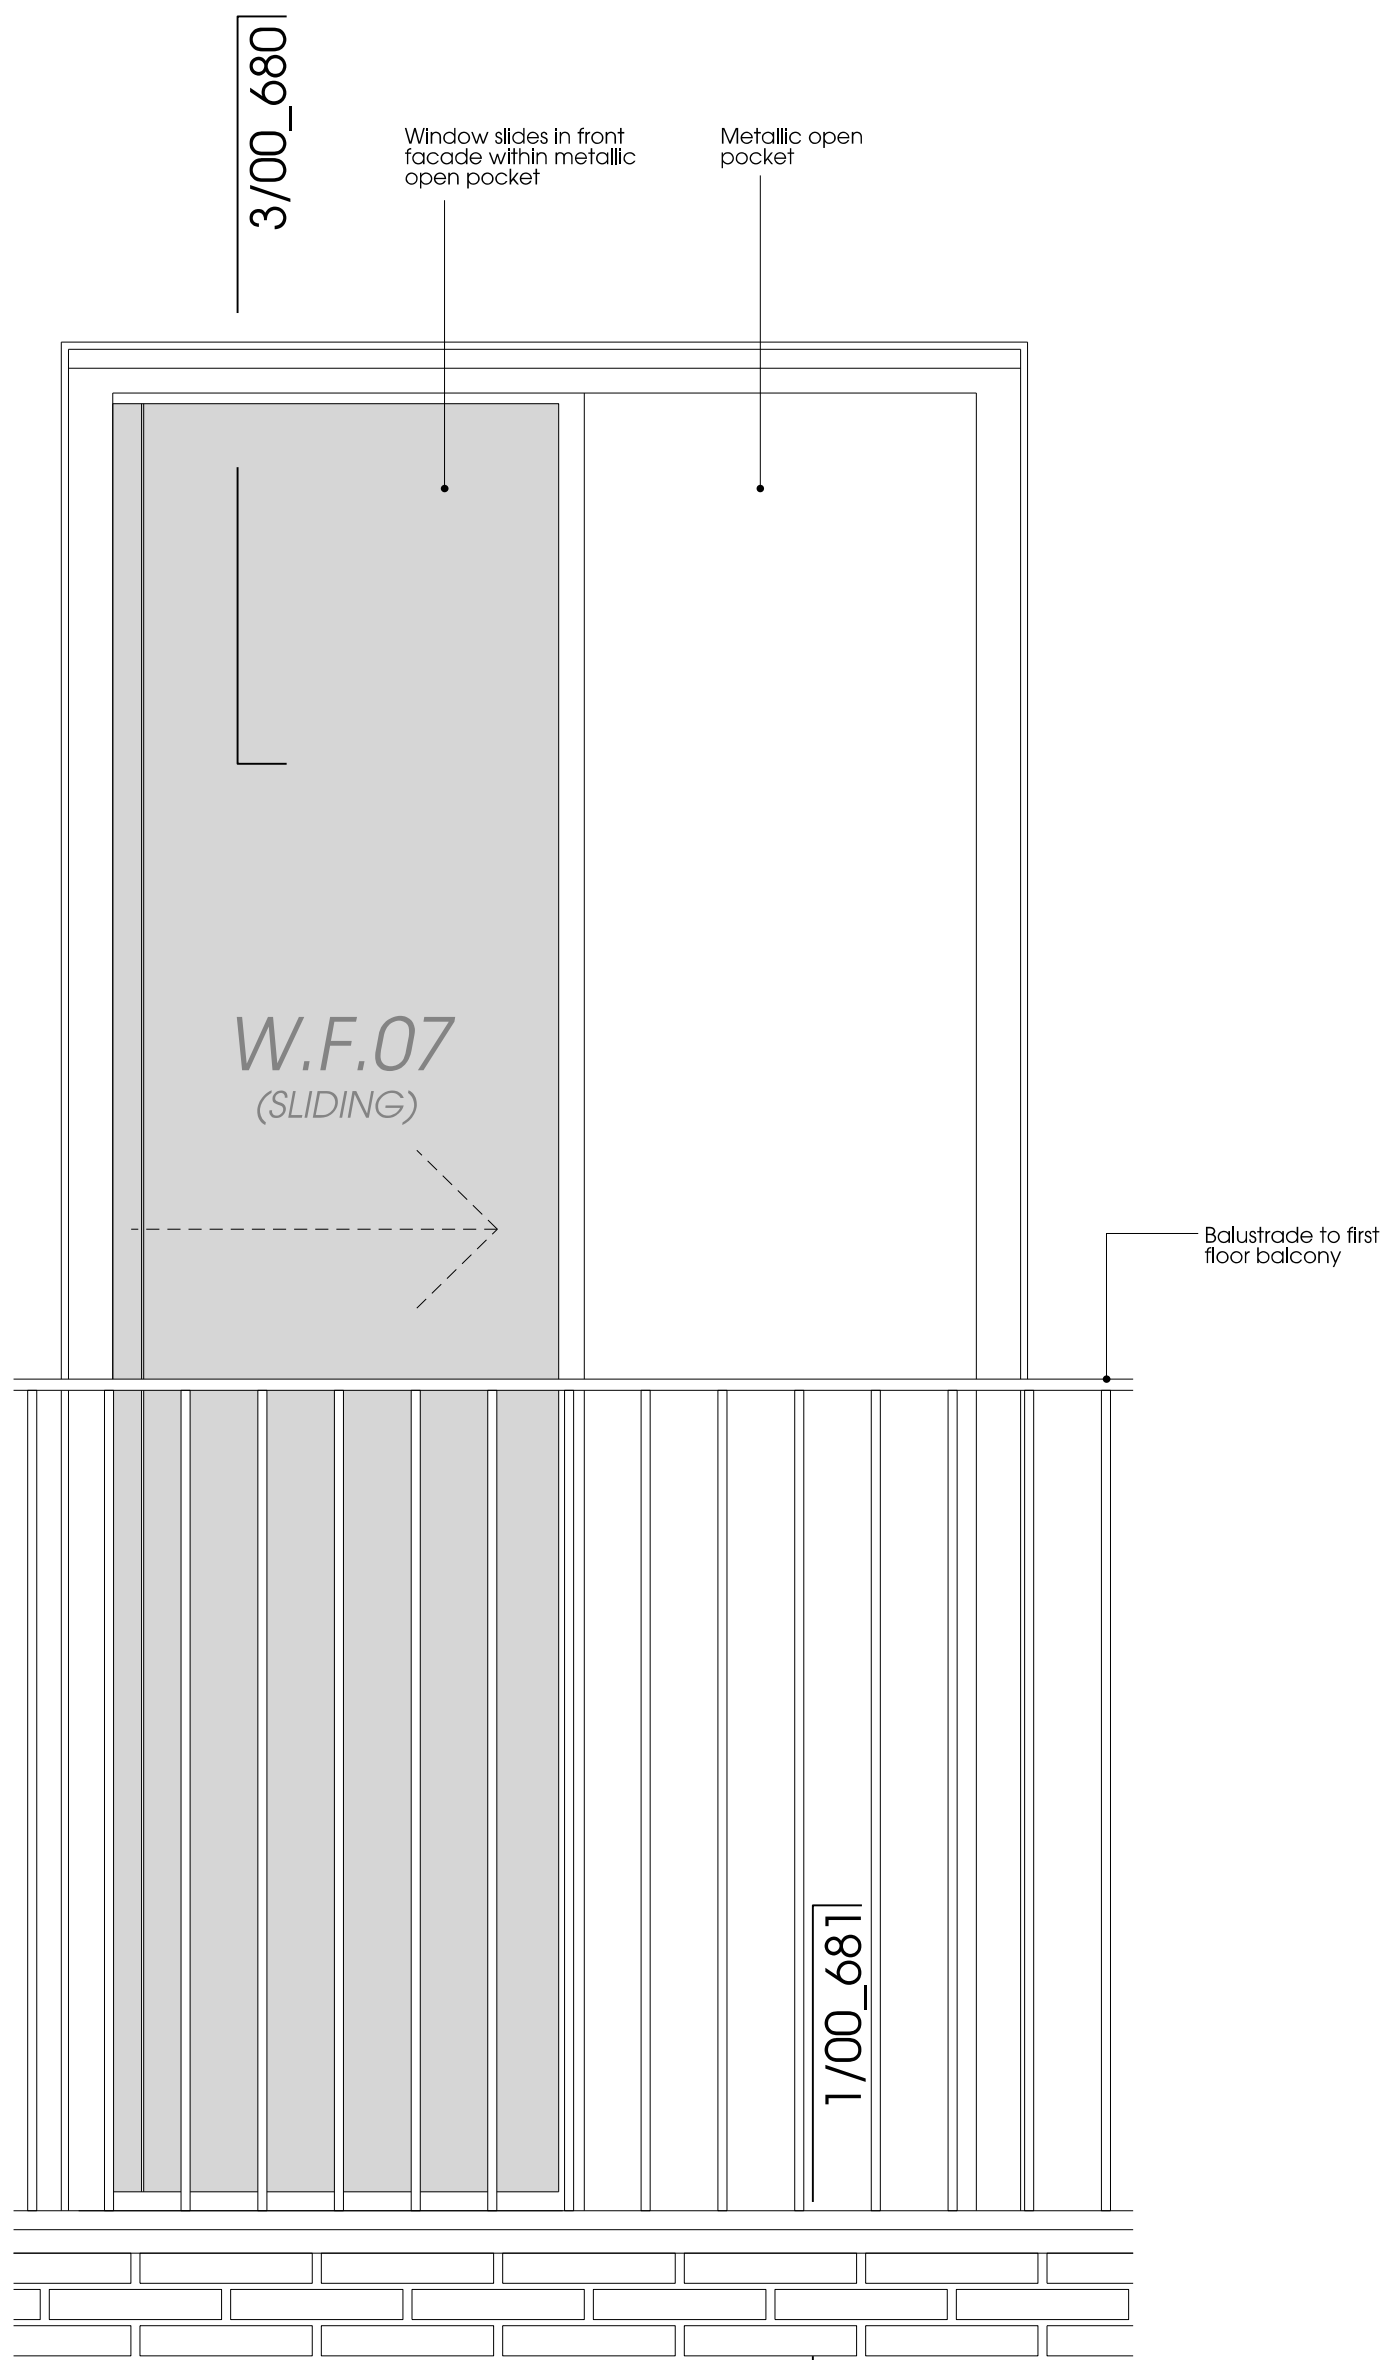 3/00_680
Window slides in front
facade within metallic
open pocket
Metallic open
pocket
W.F.07
(SLIDING)
Balustrade to first
floor balcony
1/00_681